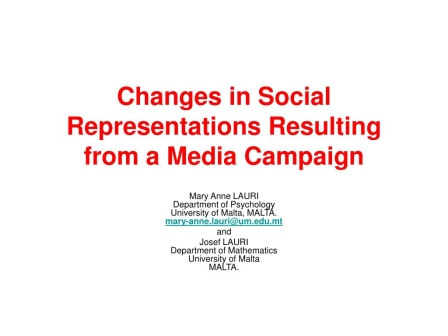 Changes in Social
Representations Resulting
from a Media Campaign
Mary Anne LAURI
Department of Psychology
University of Malta, MALTA.
mary-anne.lauri@um.edu.mt
and
Josef LAURI
Department of Mathematics
University of Malta
MALTA.